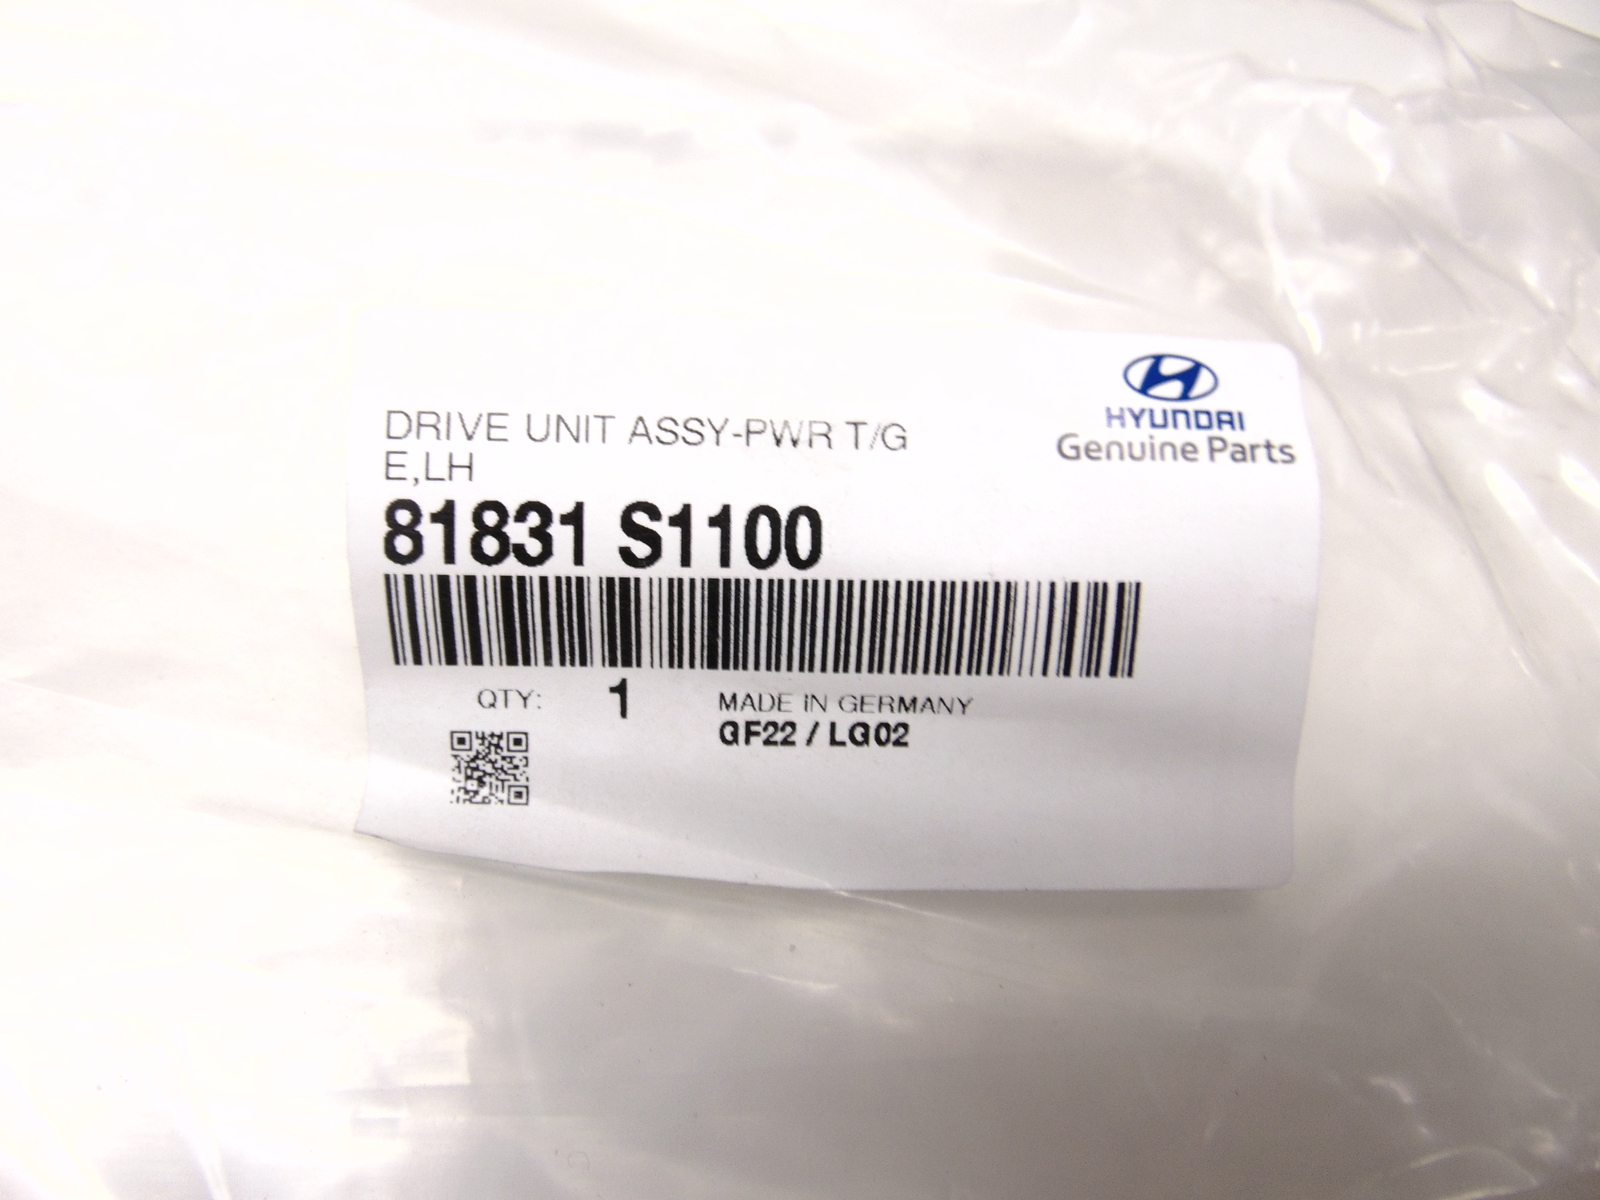 HYUNDAI
Genuine Parts
DRIVE UNIT ASSY-PWR T/G
E,LH
81831 S1100
QTY: 1 MADE IN GERMANY
GF22 / LG02